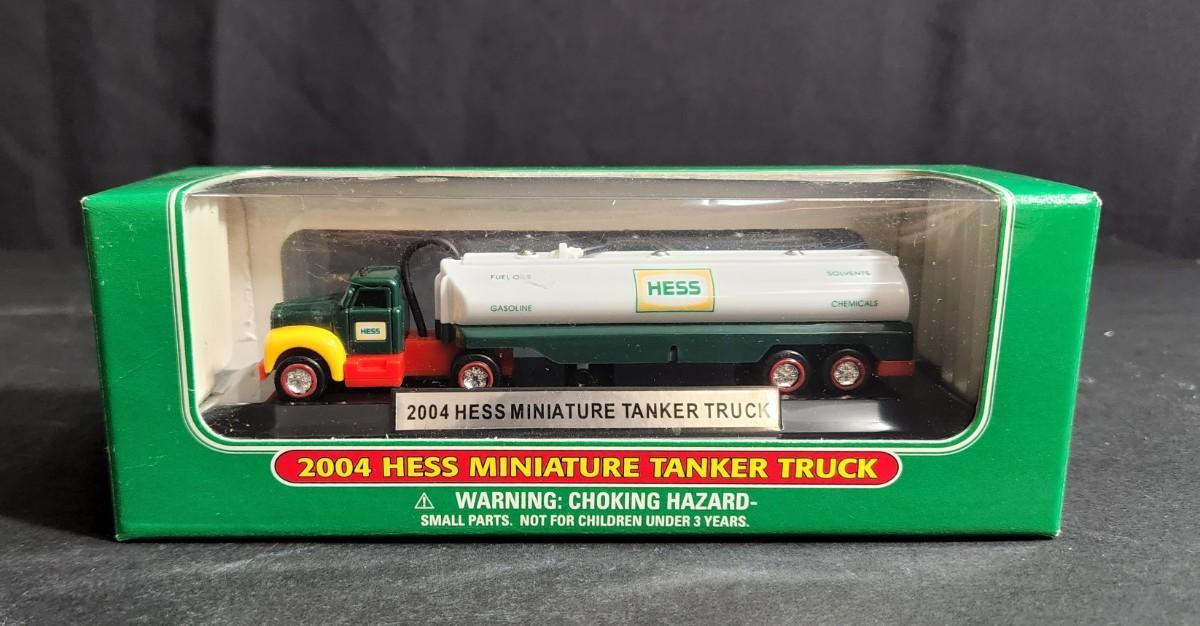 FUEL OILS
SOLVENTS
HESS
GASOLINE
CHEMICALS
HESS
2004 HESS MINIATURE TANKER TRUCK
2004 HESS MINIATURE TANKER TRUCK
⚠ WARNING: CHOKING HAZARD-
SMALL PARTS. NOT FOR CHILDREN UNDER 3 YEARS.